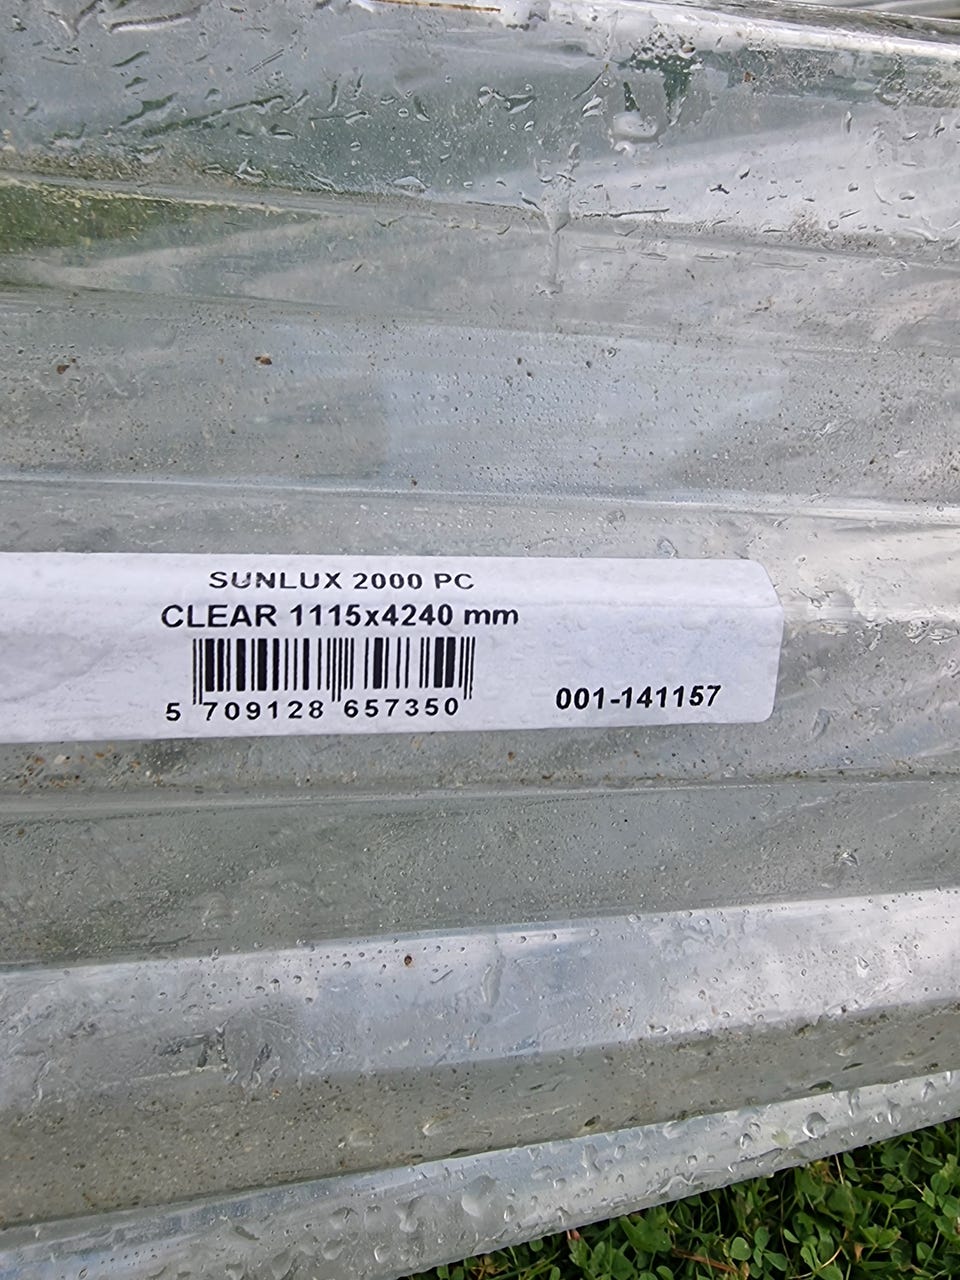 SUNLUX 2000 PC
CLEAR 1115x4240 mm
5 709128 657350
001-141157